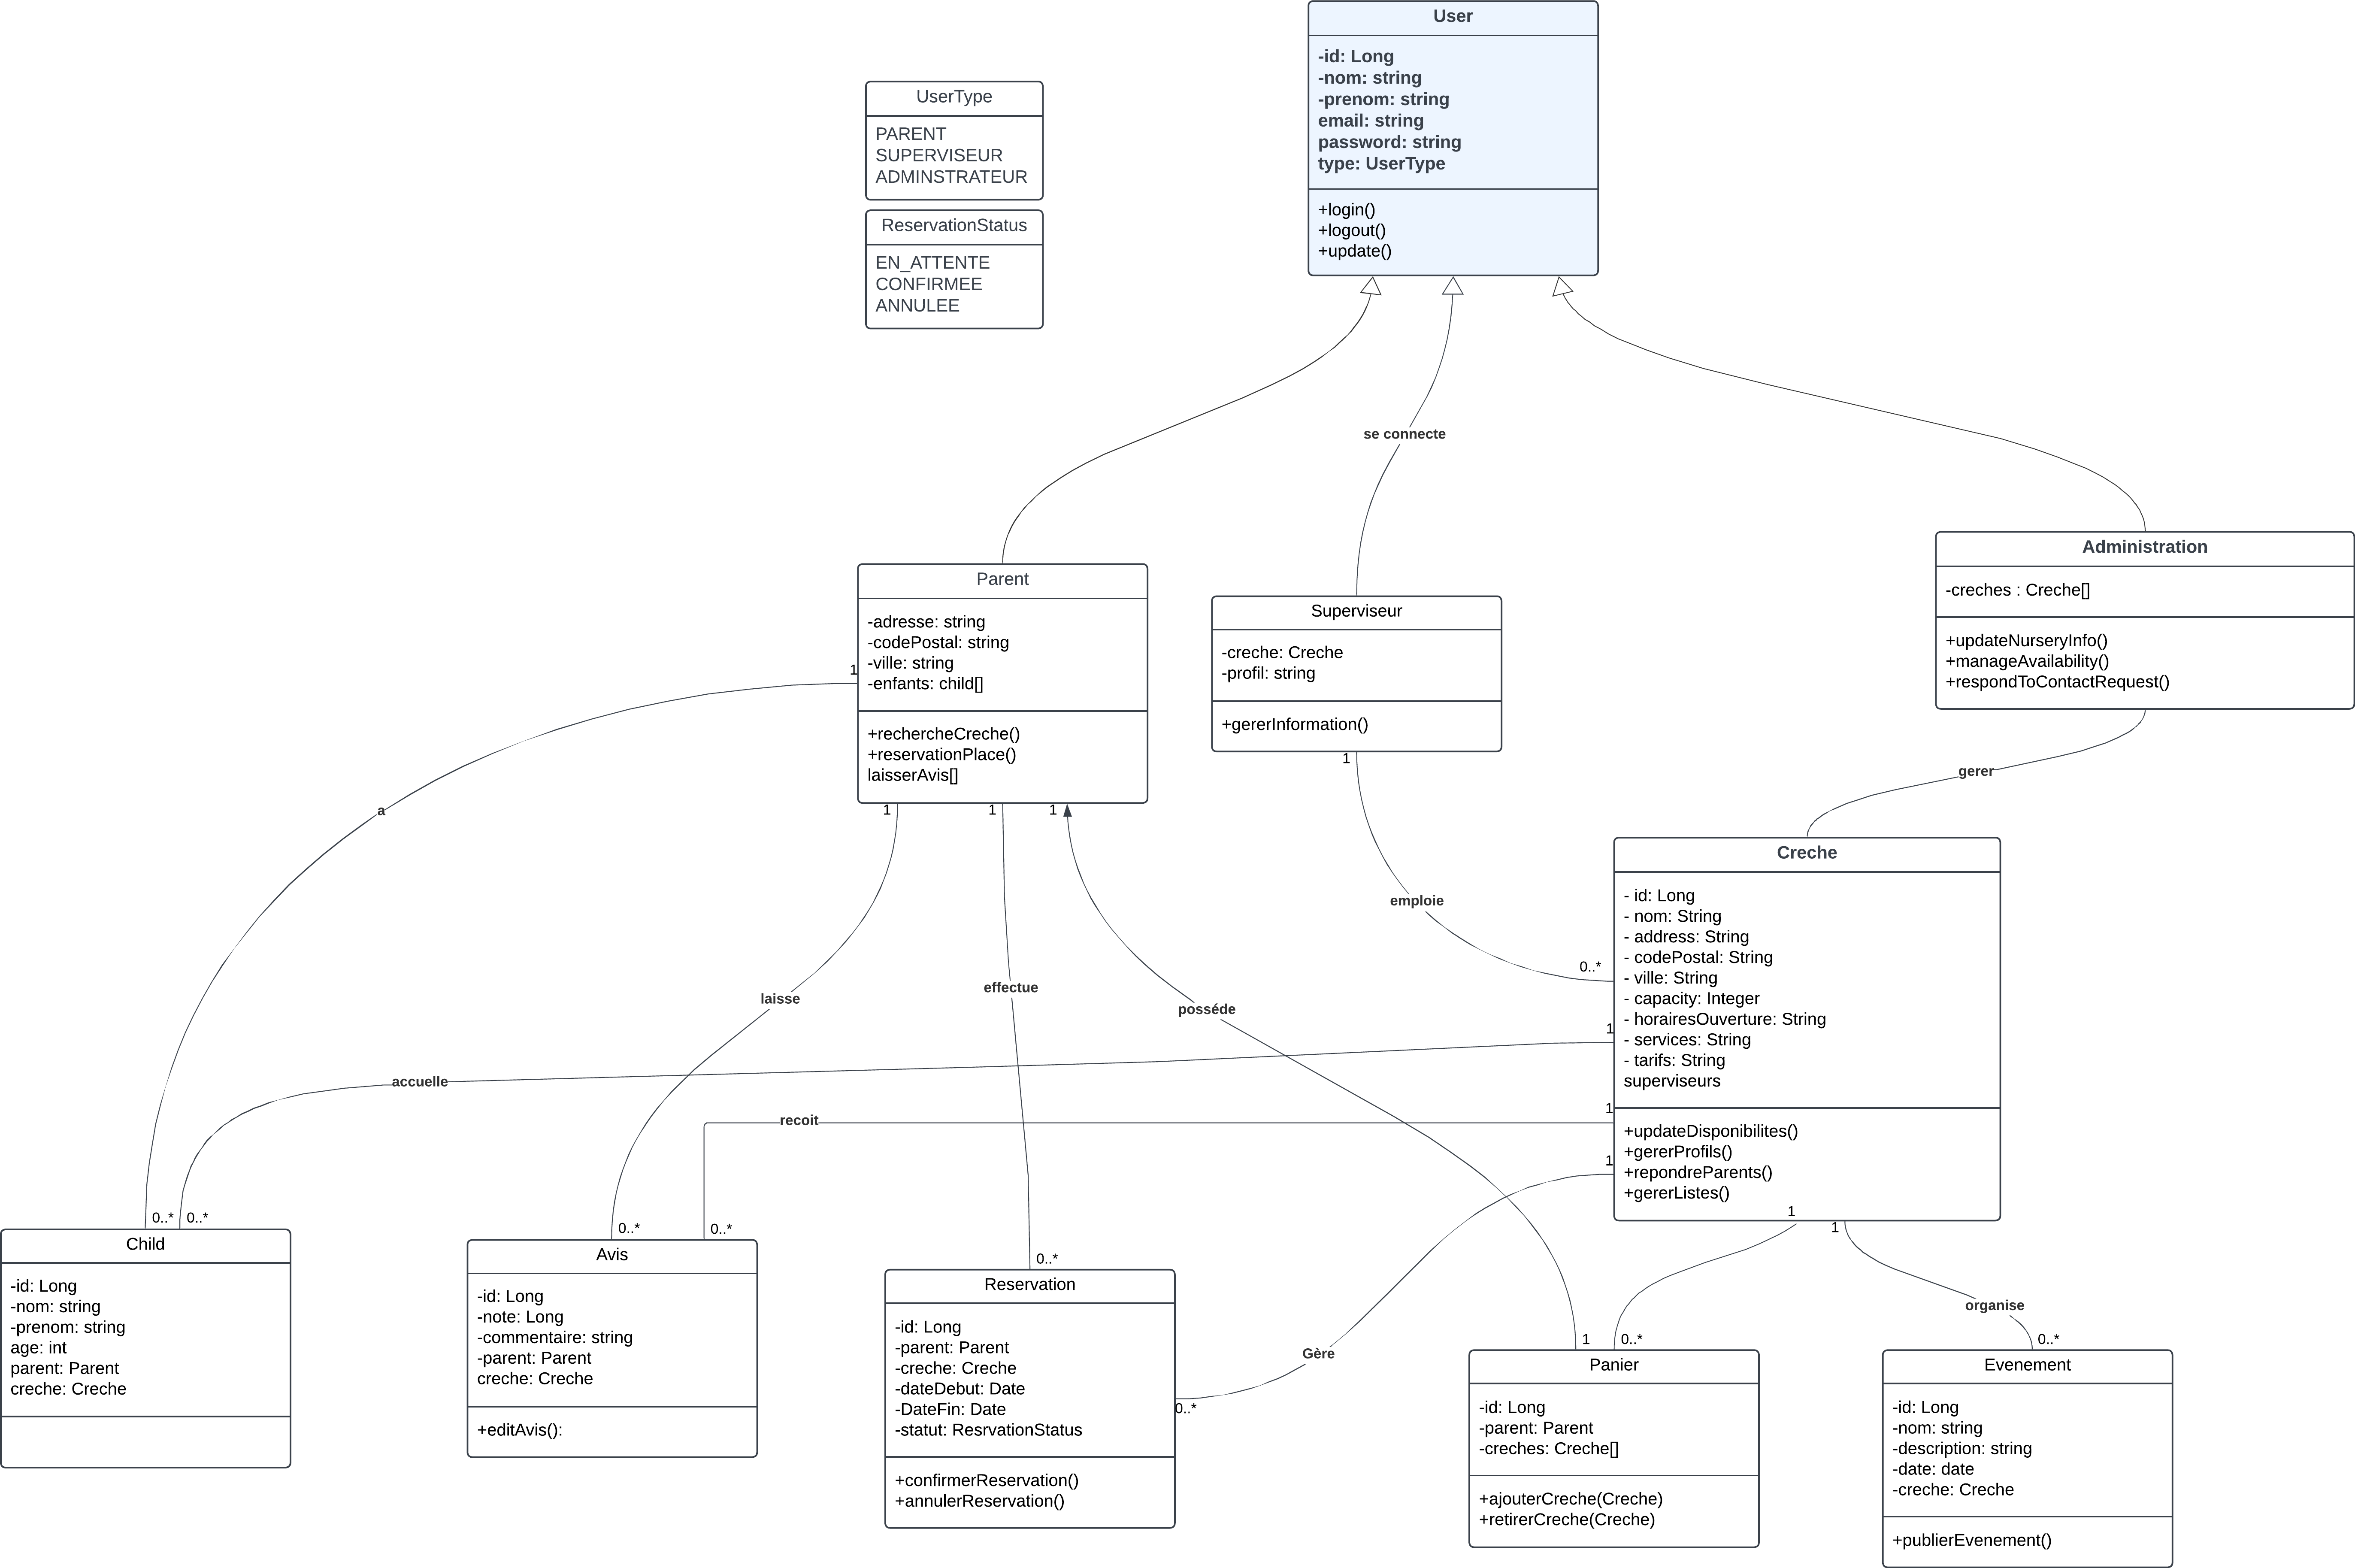 User
-id: Long
-nom: string
-prenom: string
email: string
password: string
type: UserType
+login()
+logout()
+update()
UserType
PARENT
SUPERVISEUR
ADMINSTRATEUR
ReservationStatus
EN_ATTENTE
CONFIRMEE
ANNULEE
se connecte
Parent
-adresse: string
-codePostal: string
-ville: string
-enfants: child[]
+rechercheCreche()
+reservationPlace()
laisserAvis[]
Superviseur
-creche: Creche
-profil: string
+gererInformation()
Administration
-creches : Creche[]
+updateNurseryInfo()
+manageAvailability()
+respondToContactRequest()
1
1
1
1
1
a
gerer
emploie
0..*
laisse
effectue
posséde
accuelle
recoit
Creche
- id: Long
- nom: String
- address: String
- codePostal: String
- ville: String
- capacity: Integer
- horairesOuverture: String
- services: String
- tarifs: String
superviseurs
+updateDisponibilites()
+gererProfils()
+repondreParents()
+gererListes()
1
1
1
1
1
organise
Gère
0..*
0..*
Child
-id: Long
-nom: string
-prenom: string
age: int
parent: Parent
creche: Creche
0..*
0..*
Avis
-id: Long
-note: Long
-commentaire: string
-parent: Parent
creche: Creche
+editAvis():
0..*
Reservation
-id: Long
-parent: Parent
-creche: Creche
-dateDebut: Date
-DateFin: Date
-statut: ResrvationStatus
+confirmerReservation()
+annulerReservation()
0..*
1
0..*
Panier
-id: Long
-parent: Parent
-creches: Creche[]
+ajouterCreche(Creche)
+retirerCreche(Creche)
0..*
Evenement
-id: Long
-nom: string
-description: string
-date: date
-creche: Creche
+publierEvenement()